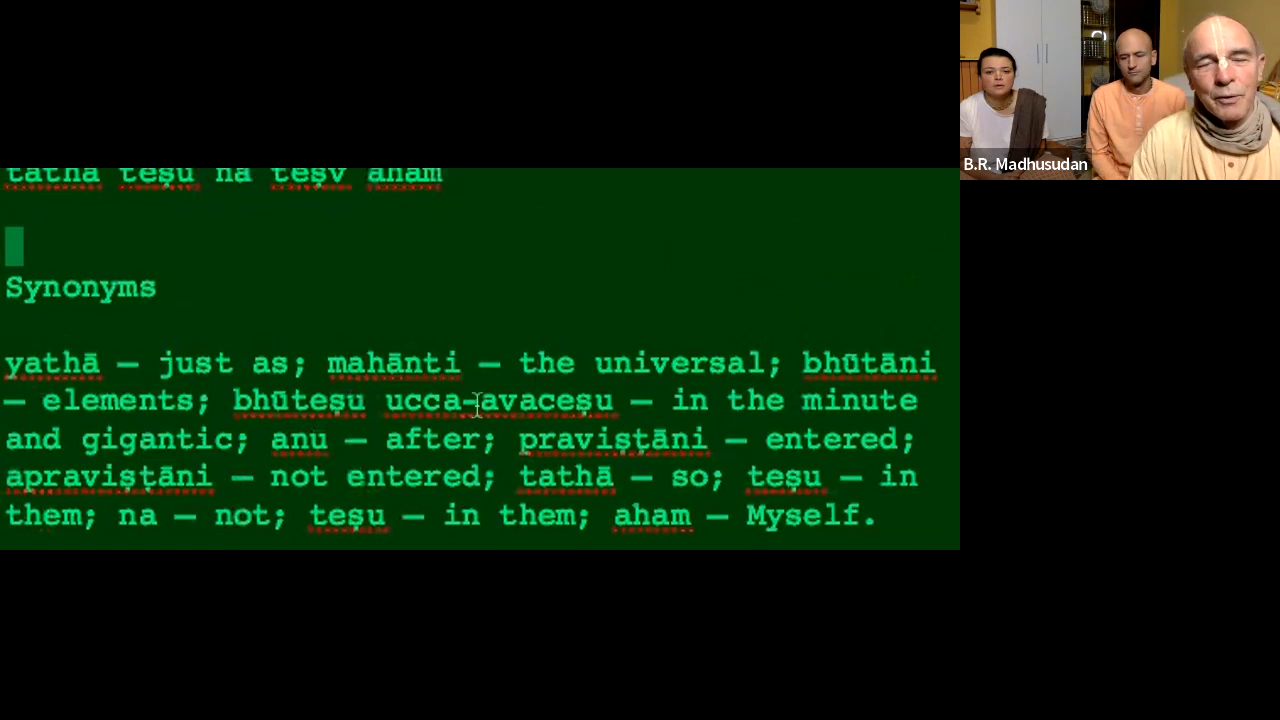 tathā teṣu na teṣv aham
Synonyms
yathā — just as; mahānti — the universal; bhūtāni
— elements; bhūteṣu ucca-avaceṣu — in the minute
and gigantic; anu — after; praviṣṭāni — entered;
apraviṣṭāni — not entered; tathā — so; teṣu — in
them; na — not; teṣu — in them; aham — Myself.
B.R. Madhusudan